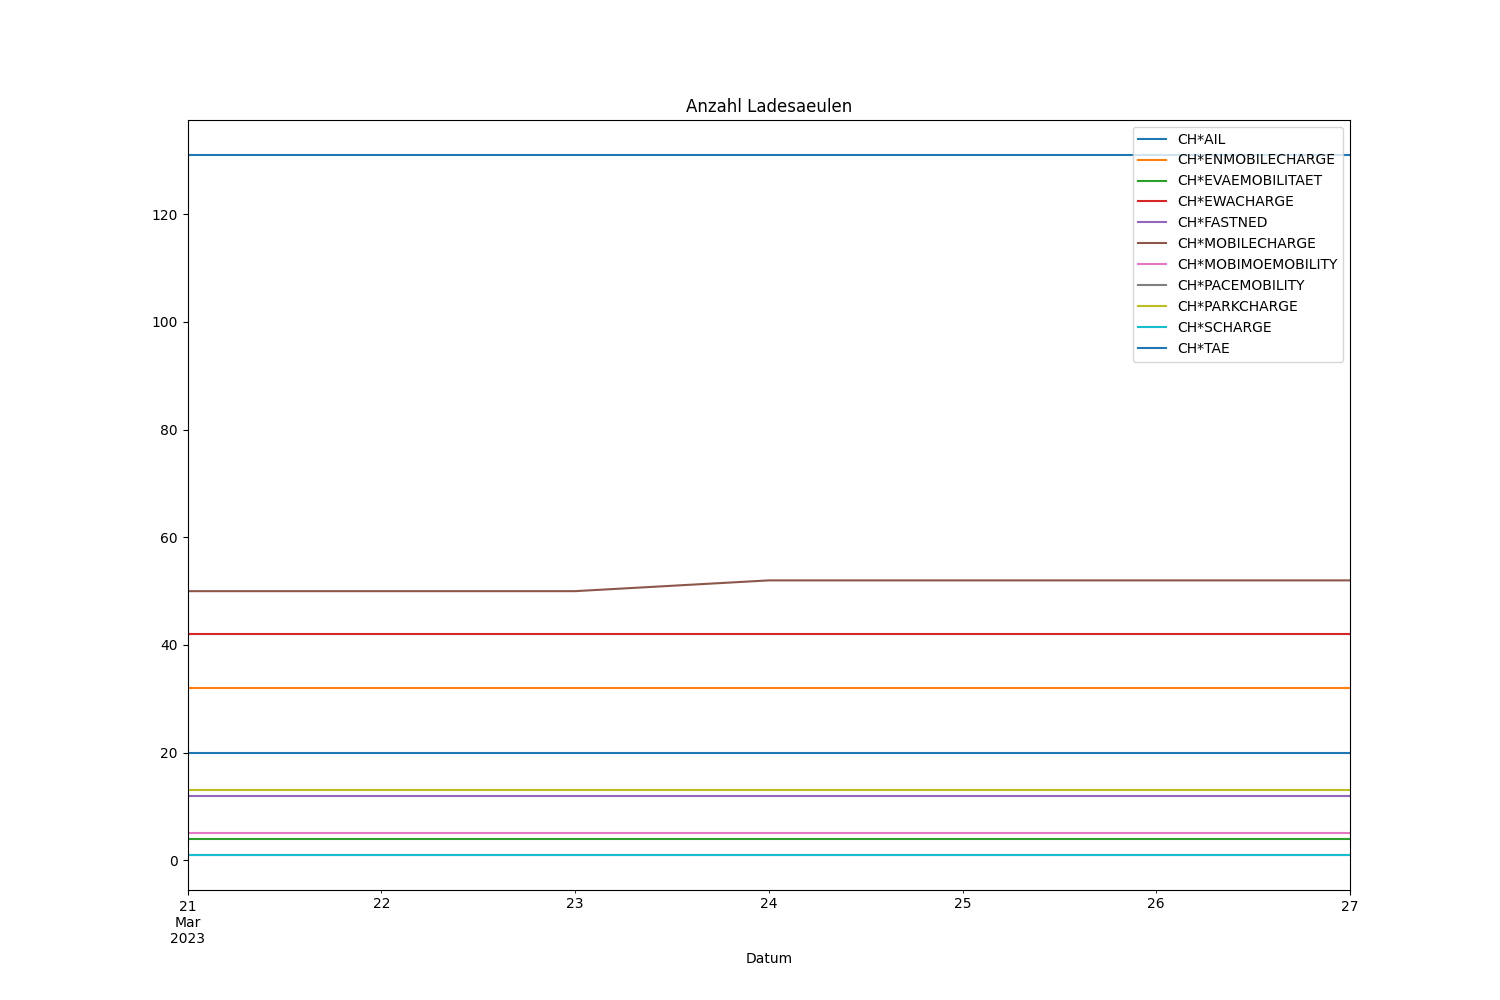 Anzahl Ladesaeulen
CH*AIL
CH*ENMOBILECHARGE
CH*EVAEMOBILITAET
CH*EWACHARGE
CH*FASTNED
CH*MOBILECHARGE
CH*MOBIMOEMOBILITY
CH*PACEMOBILITY
CH*PARKCHARGE
CH*SCHARGE
CH*TAE
120
100
80
60
40
20
0
21 22 23 24 25 26 27
Mar
2023
Datum